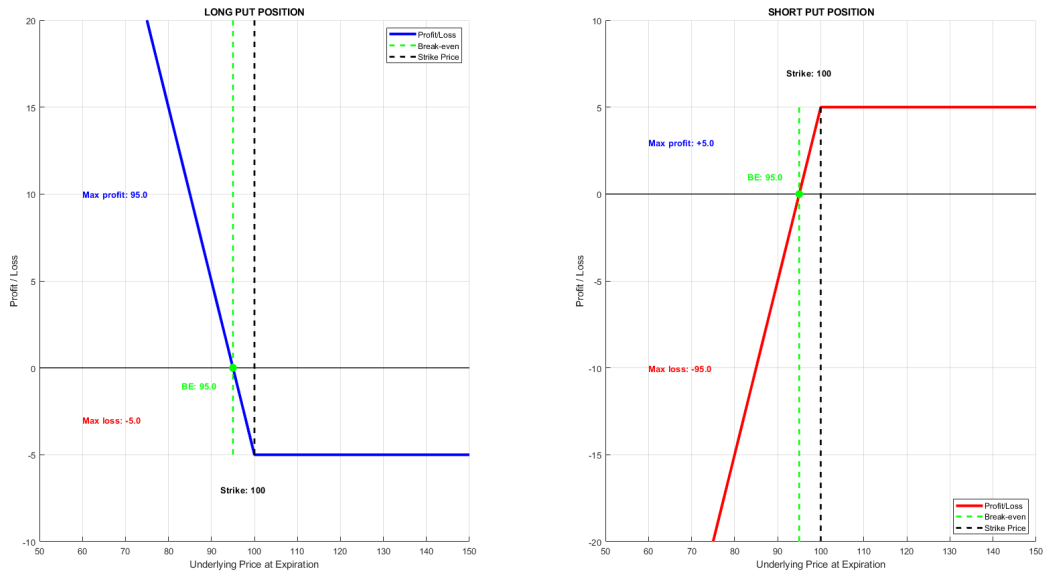 LONG PUT POSITION
20
15
10
5
0
-5
-10
50
60
70
80
90
100
110
120
130
140
150
Profit / Loss
Underlying Price at Expiration
Profit/Loss
Break-even
Strike Price
Max profit: 95.0
BE: 95.0
Max loss: -5.0
Strike: 100
SHORT PUT POSITION
10
5
0
-5
-10
-15
-20
50
60
70
80
90
100
110
120
130
140
150
Profit / Loss
Underlying Price at Expiration
Strike: 100
Max profit: +5.0
BE: 95.0
Max loss: -95.0
Profit/Loss
Break-even
Strike Price